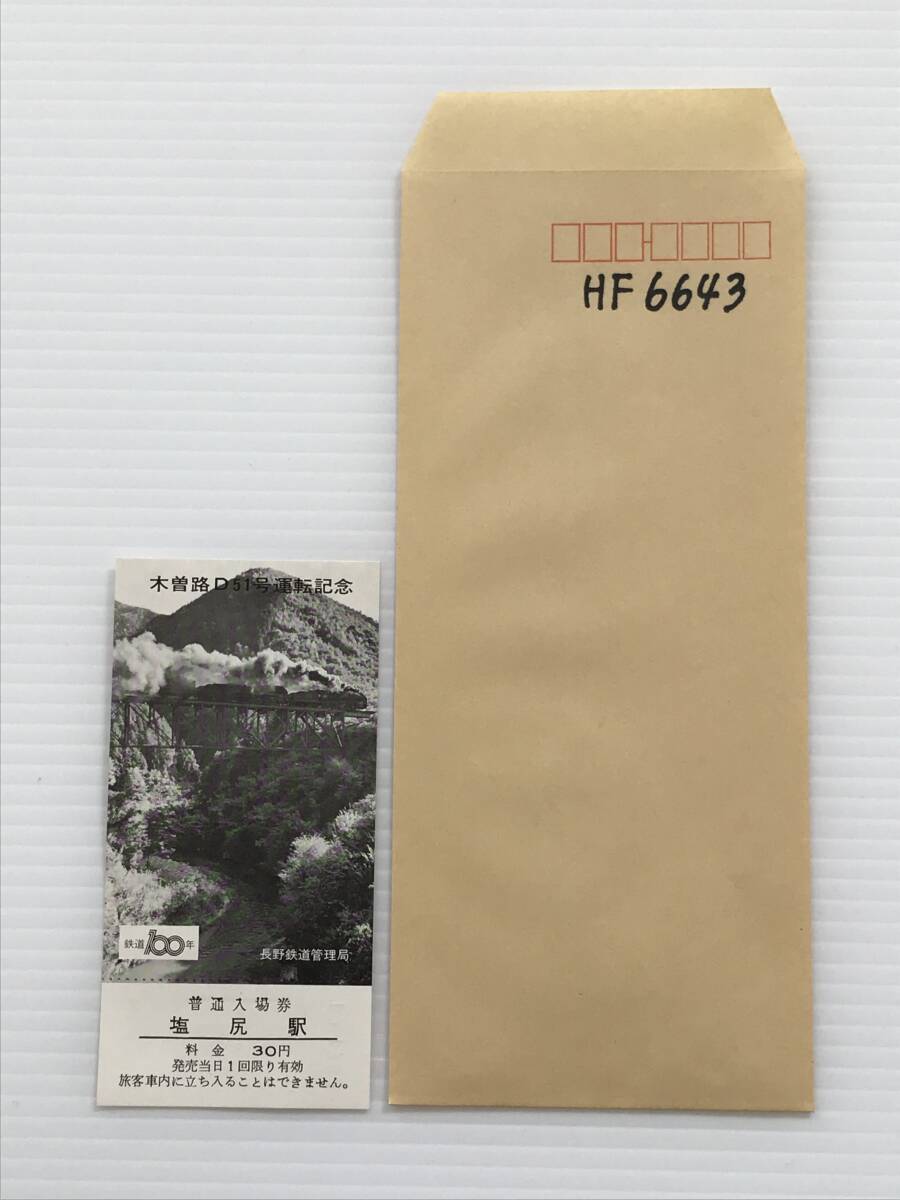 HF 6643
木曽路D51号運転記念
鉄道100年
長野鉄道管理局
普通入場券
塩尻駅
料金 30円
発売当日1回限り有効
旅客車内に立ち入ることはできません。